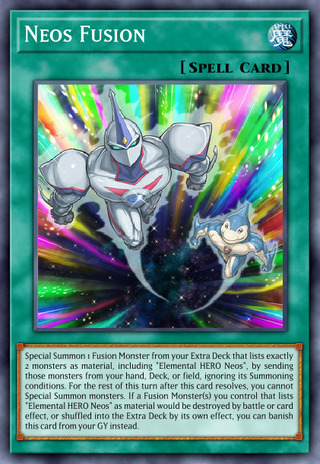 Neos Fusion
魔
[ Spell Card ]
Special Summon 1 Fusion Monster from your Extra Deck that lists exactly
2 monsters as material, including "Elemental HERO Neos", by sending
those monsters from your hand, Deck, or field, ignoring its Summoning
conditions. For the rest of this turn after this card resolves, you cannot
Special Summon monsters. If a Fusion Monster(s) you control that lists
"Elemental HERO Neos" as material would be destroyed by battle or card
effect, or shuffled into the Extra Deck by its own effect, you can banish
this card from your GY instead.